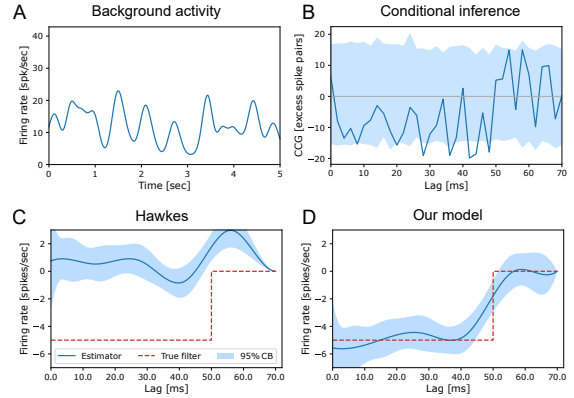 A
Background activity
Firing rate [spk/sec]
40
30
20
10
0
0
1
2
3
4
5
Time [sec]
B
Conditional inference
CCG [excess spike pairs]
20
10
0
−10
−20
0
10
20
30
40
50
60
70
Lag [ms]
C
Hawkes
Firing rate [spikes/sec]
2
0
−2
−4
−6
Estimator
True filter
95% CB
0.0
10.0
20.0
30.0
40.0
50.0
60.0
70.0
Lag [ms]
D
Our model
Firing rate [spikes/sec]
2
0
−2
−4
−6
0.0
10.0
20.0
30.0
40.0
50.0
60.0
70.0
Lag [ms]